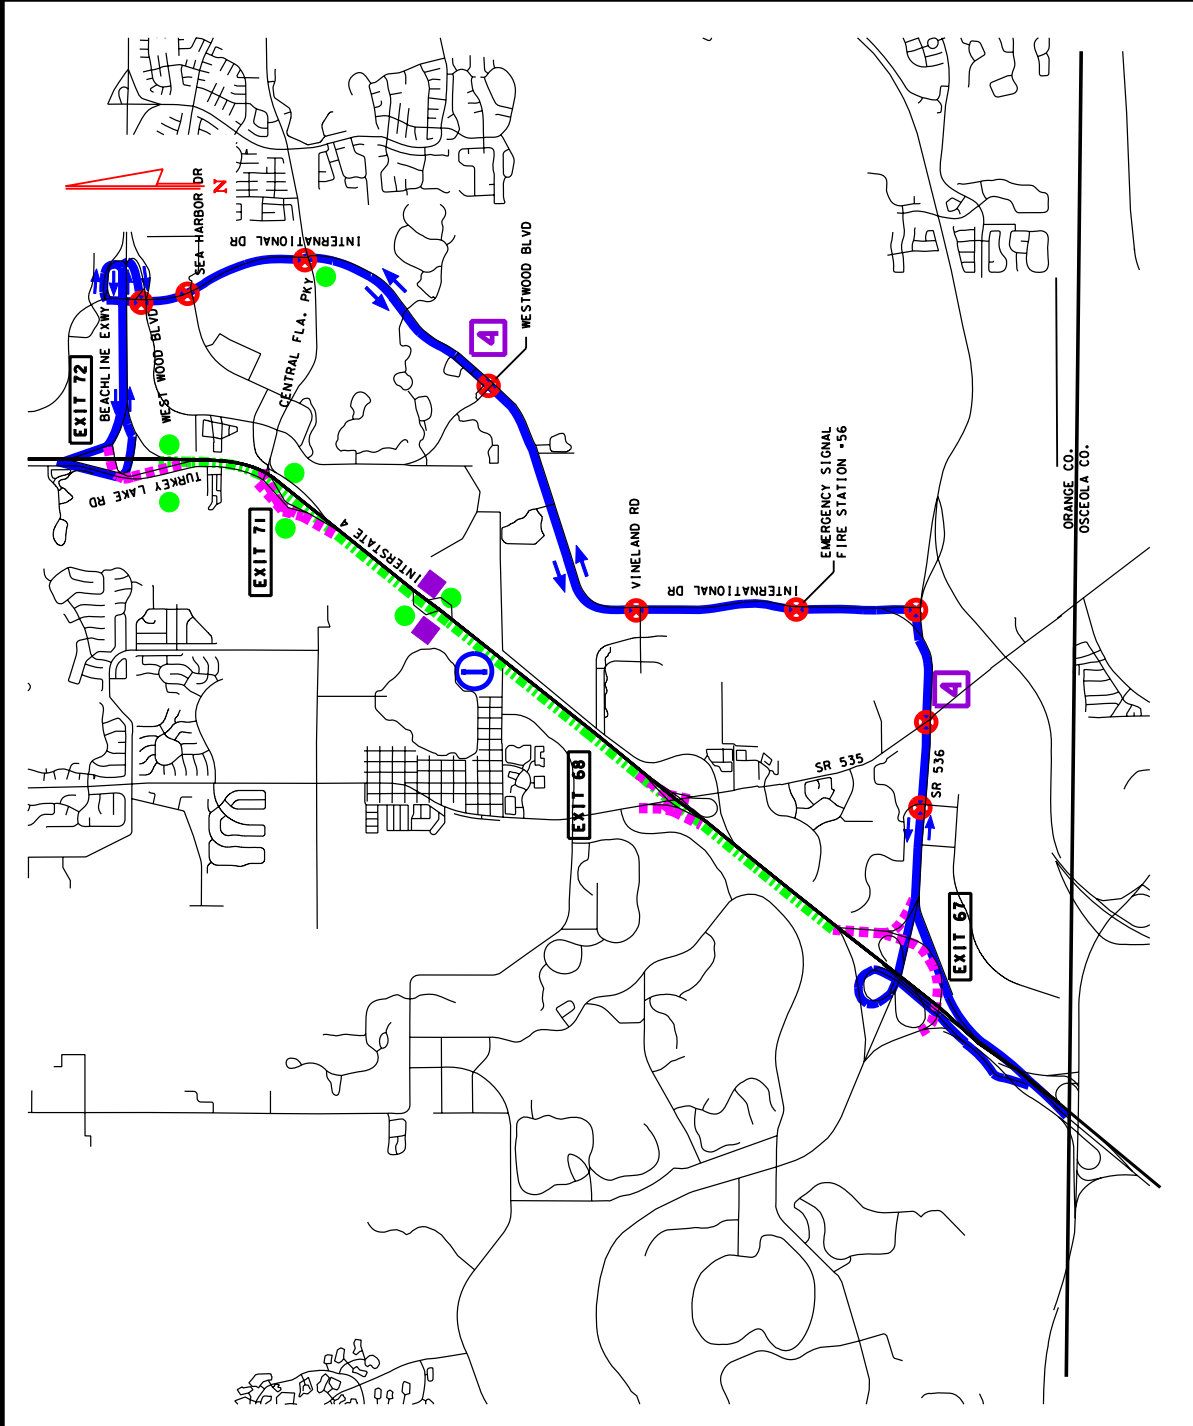 N
SEA HARBOR DR
INTERNATIONAL DR
WESTWOOD BLVD
4
CENTRAL FLA. PKY
BEACHLINE EXWY
WEST WOOD BLVD
EXIT 72
TURKEY LAKE RD
EXIT 71
INTERSTATE 4
VINELAND RD
EMERGENCY SIGNAL
FIRE STATION •56
ORANGE CO.
OSCEOLA CO.
INTERNATIONAL DR
4
SR 535
SR 536
EXIT 68
EXIT 67